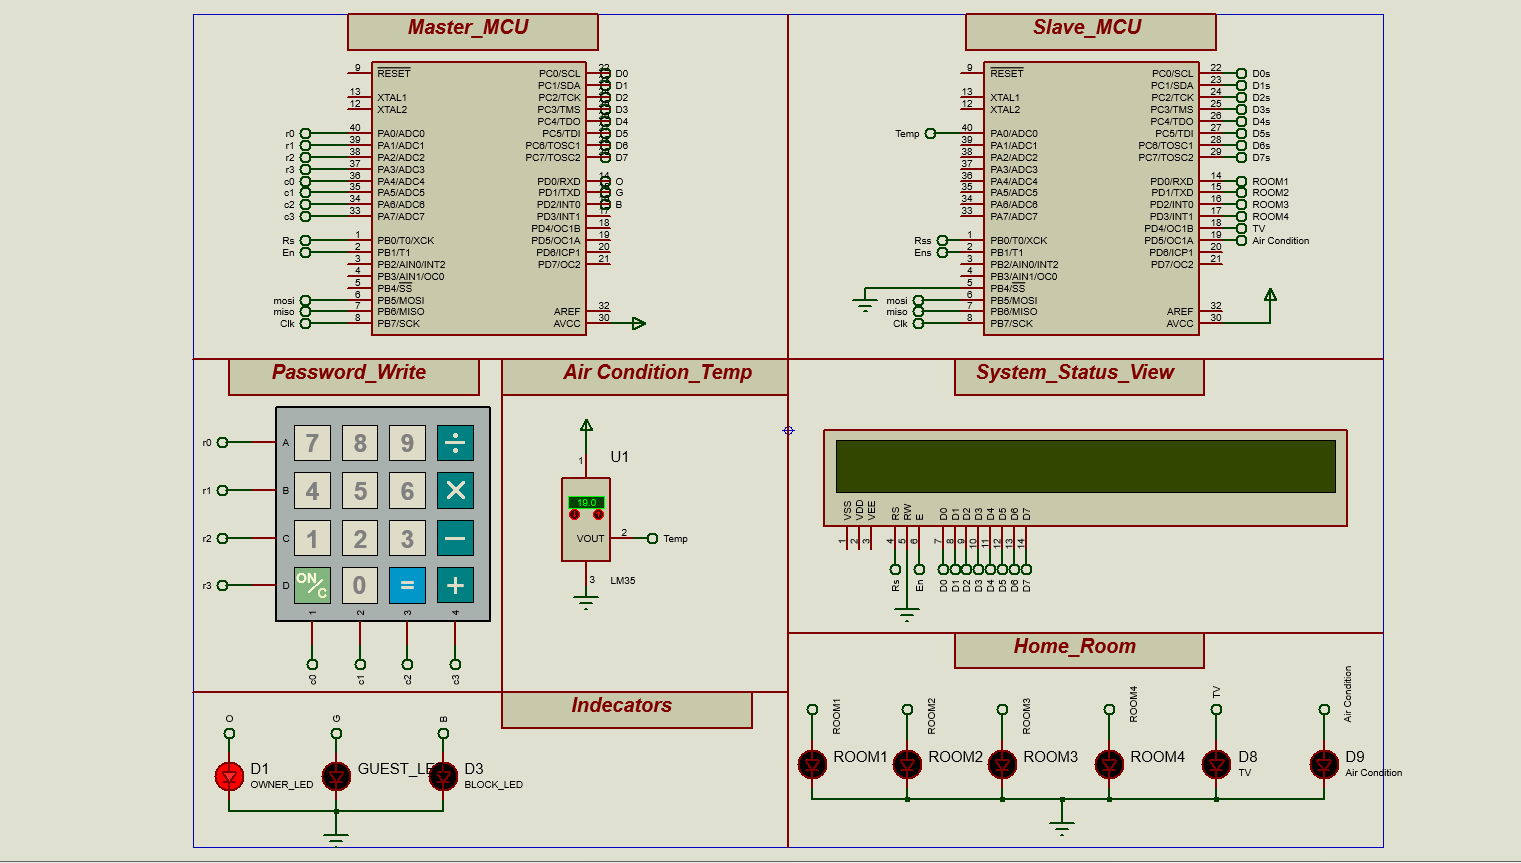 Master_MCU
9 RESET PC0/SCL 22 D0
PC1/SDA D1
13 XTAL1 PC2/TCK D2
12 XTAL2 PC3/TMS D3
PC4/TDO D4
r0 40 PA0/ADC0 PC5/TDI D5
r1 39 PA1/ADC1 PC6/TOSC1 D6
r2 38 PA2/ADC2 PC7/TOSC2 D7
r3 37 PA3/ADC3
c0 36 PA4/ADC4 PD0/RXD 14 O
c1 35 PA5/ADC5 PD1/TXD G
c2 34 PA6/ADC6 PD2/INT0 B
c3 33 PA7/ADC7 PD3/INT1 17
PD4/OC1B 18
Rs 1 PB0/T0/XCK PD5/OC1A 19
En 2 PB1/T1 PD6/ICP1 20
3 PB2/AIN0/INT2 PD7/OC2 21
4 PB3/AIN1/OC0
5 PB4/SS
mosi 6 PB5/MOSI
miso 7 PB6/MISO AREF 32
Clk 8 PB7/SCK AVCC 30
Slave_MCU
9 RESET PC0/SCL 22 D0s
PC1/SDA 23 D1s
13 XTAL1 PC2/TCK 24 D2s
12 XTAL2 PC3/TMS 25 D3s
PC4/TDO 26 D4s
Temp 40 PA0/ADC0 PC5/TDI 27 D5s
39 PA1/ADC1 PC6/TOSC1 28 D6s
38 PA2/ADC2 PC7/TOSC2 29 D7s
37 PA3/ADC3
36 PA4/ADC4 PD0/RXD 14 ROOM1
35 PA5/ADC5 PD1/TXD 15 ROOM2
34 PA6/ADC6 PD2/INT0 16 ROOM3
33 PA7/ADC7 PD3/INT1 17 ROOM4
PD4/OC1B 18 TV
Rss 1 PB0/T0/XCK PD5/OC1A 19 Air Condition
Ens 2 PB1/T1 PD6/ICP1 20
3 PB2/AIN0/INT2 PD7/OC2 21
4 PB3/AIN1/OC0
5 PB4/SS
mosi 6 PB5/MOSI
miso 7 PB6/MISO AREF 32
Clk 8 PB7/SCK AVCC 30
Password_Write
r0 A 7 8 9 ÷
r1 B 4 5 6 ×
r2 C 1 2 3 −
r3 D ON/C 0 = +
1 2 3 4
c0 c1 c2 c3
Air Condition_Temp
1 U1
19.0
VOUT 2 Temp
3 LM35
System_Status_View
VSS VDD VEE RS RW E D0 D1 D2 D3 D4 D5 D6 D7
1 2 3 4 5 6 7 8 9 10 11 12 13 14
Rs En D0 D1 D2 D3 D4 D5 D6 D7
Indecators
O G B
D1 GUEST_LE D3
OWNER_LED BLOCK_LED
Home_Room
ROOM1 ROOM2 ROOM3 ROOM4 TV Air Condition
ROOM1 ROOM2 ROOM3 ROOM4 D8 D9
TV Air Condition